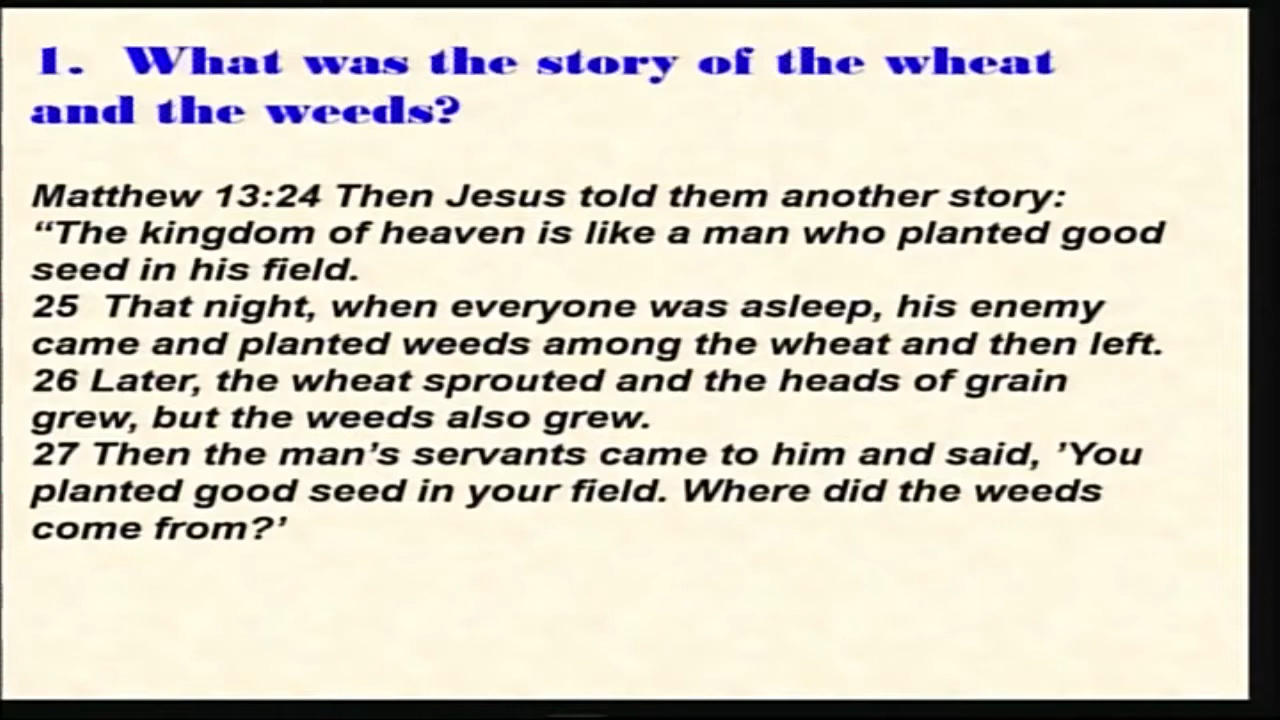 1. What was the story of the wheat
and the weeds?
Matthew 13:24 Then Jesus told them another story:
“The kingdom of heaven is like a man who planted good
seed in his field.
25 That night, when everyone was asleep, his enemy
came and planted weeds among the wheat and then left.
26 Later, the wheat sprouted and the heads of grain
grew, but the weeds also grew.
27 Then the man’s servants came to him and said, ’You
planted good seed in your field. Where did the weeds
come from?’